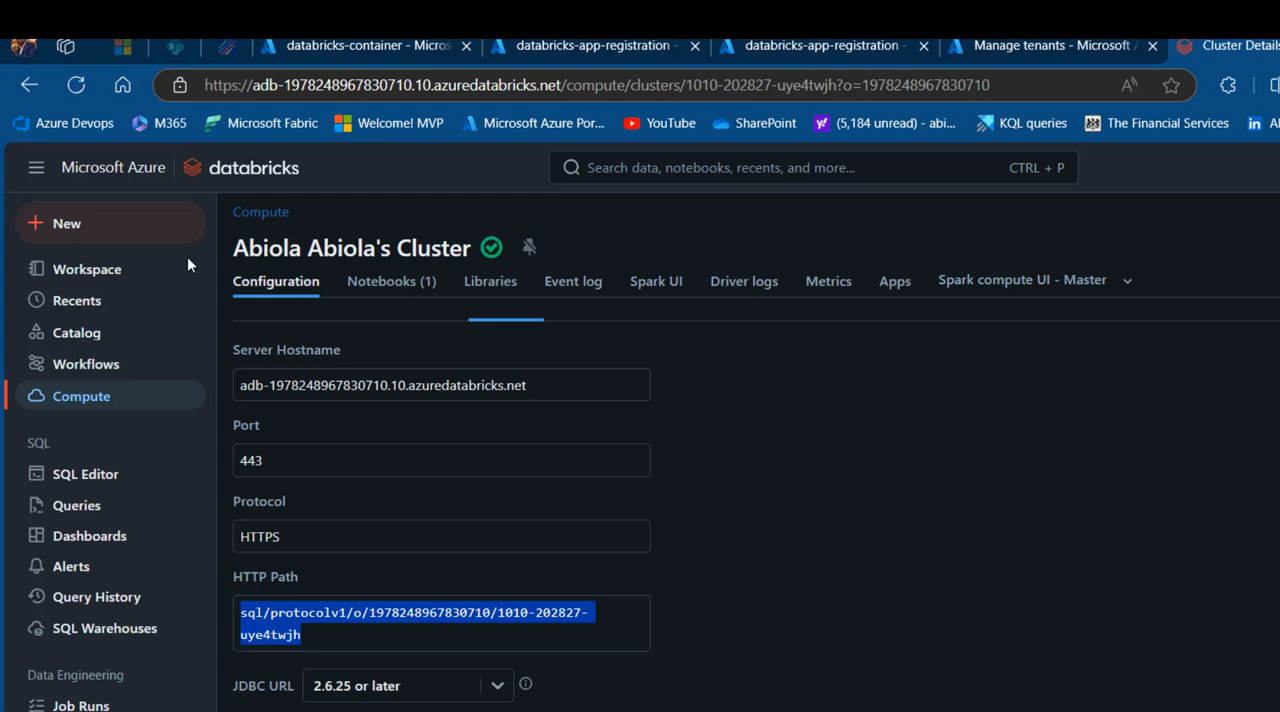 databricks-container - Micros
databricks-app-registration -
databricks-app-registration -
Manage tenants - Microsoft A
Cluster Details
https://adb-1978248967830710.10.azuredatabricks.net/compute/clusters/1010-202827-uye4twjh?o=1978248967830710
Azure Devops
M365
Microsoft Fabric
Welcome! MVP
Microsoft Azure Por...
YouTube
SharePoint
(5,184 unread) - abi...
KQL queries
The Financial Services
Microsoft Azure
databricks
Search data, notebooks, recents, and more...
CTRL + P
New
Workspace
Recents
Catalog
Workflows
Compute
SQL
SQL Editor
Queries
Dashboards
Alerts
Query History
SQL Warehouses
Data Engineering
Job Runs
Compute
Abiola Abiola's Cluster
Configuration
Notebooks (1)
Libraries
Event log
Spark UI
Driver logs
Metrics
Apps
Spark compute UI - Master
Server Hostname
adb-1978248967830710.10.azuredatabricks.net
Port
443
Protocol
HTTPS
HTTP Path
sql/protocolv1/o/1978248967830710/1010-202827-
uye4twjh
JDBC URL
2.6.25 or later